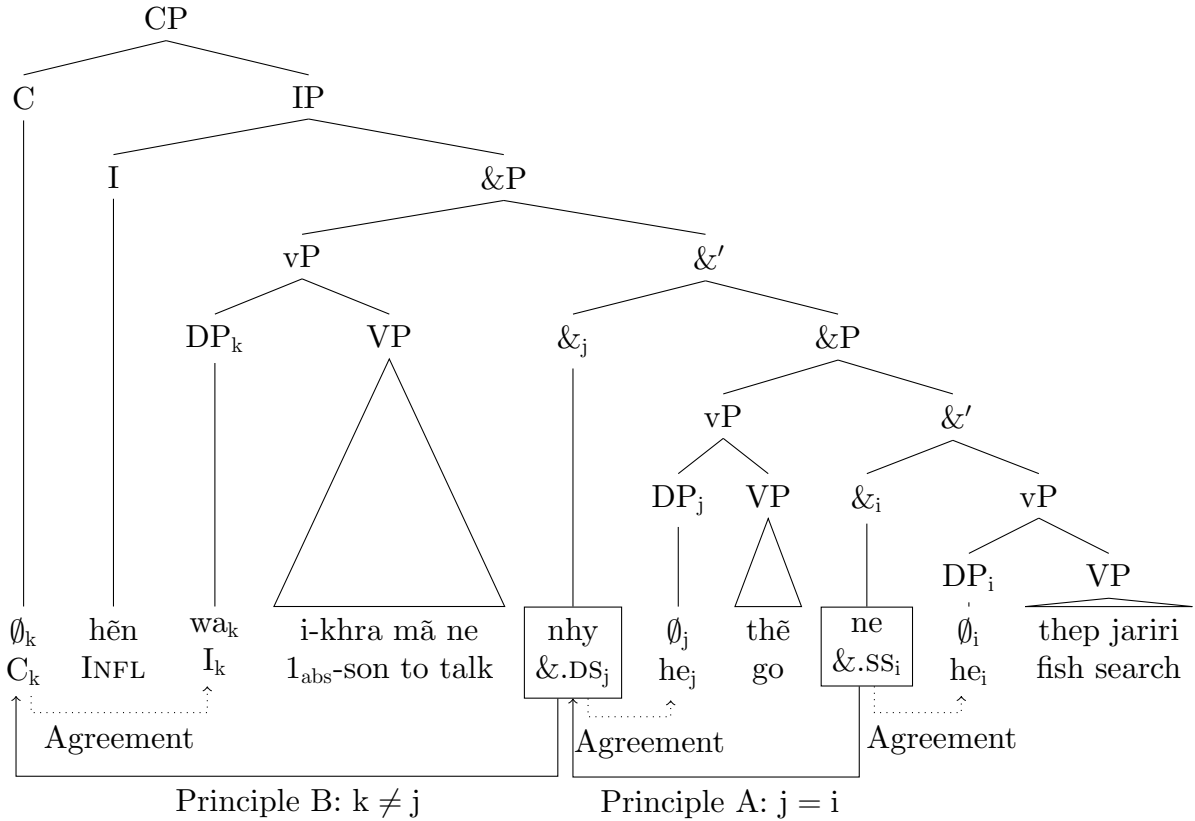 CP
C IP
I &P
vP &′
DPₖ VP &ⱼ &P
vP &′
DPⱼ VP &ᵢ vP
DPᵢ VP
∅ₖ hẽn waₖ i-khra mã ne nhy ∅ⱼ thẽ ne ∅ᵢ thep jariri
Cₖ INFL Iₖ 1abs-son to talk &.DSⱼ heⱼ go &.SSᵢ heᵢ fish search
Agreement Agreement Agreement
Principle B: k ≠ j Principle A: j = i